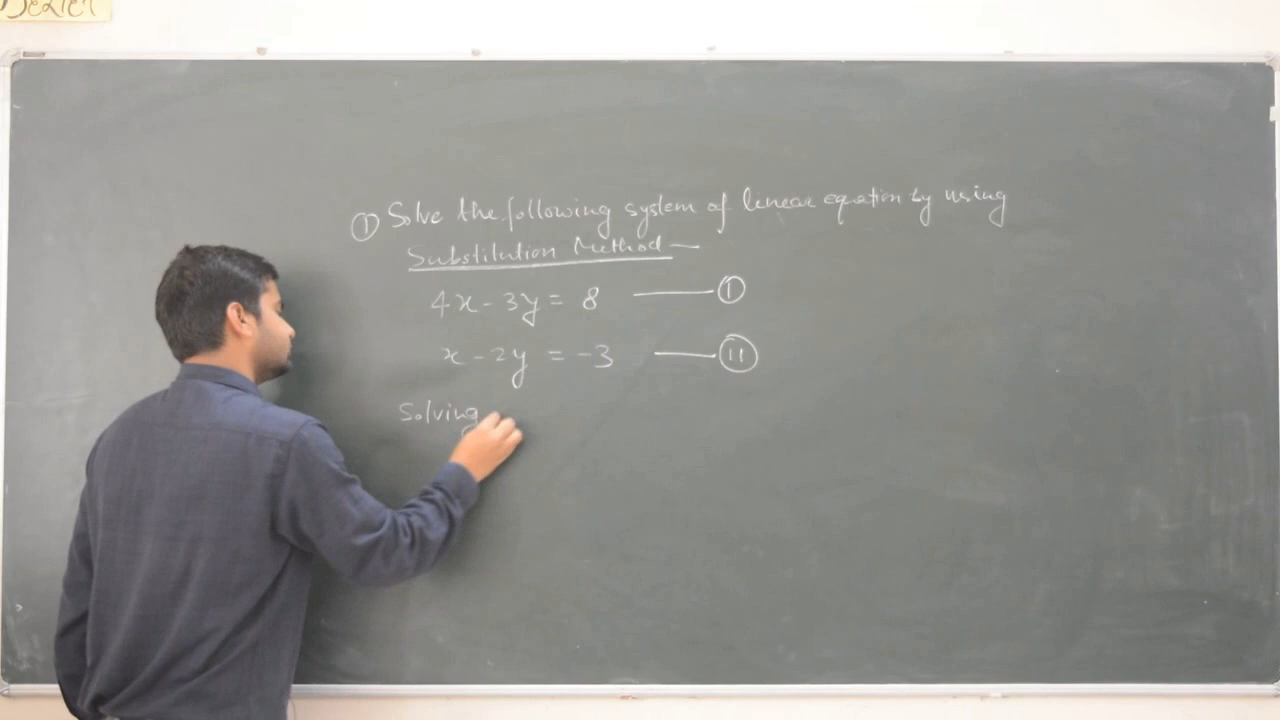 ① Solve the following system of linear equation by using
Substitution Method —
4x - 3y = 8 —— ①
x - 2y = -3 —— ⑪
Solving